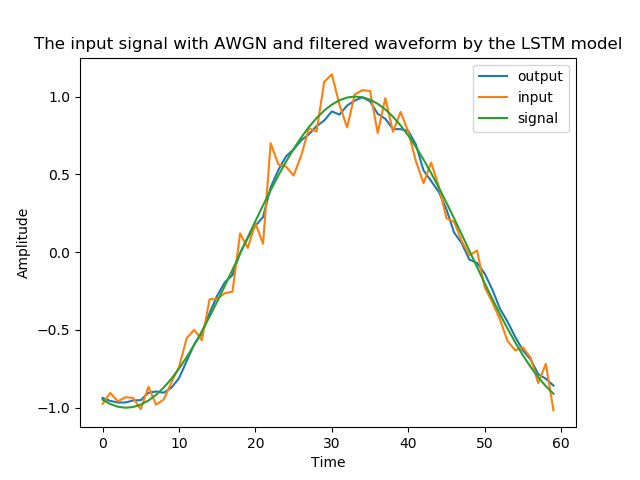 The input signal with AWGN and filtered waveform by the LSTM model
output
input
signal
1.0
0.5
0.0
−0.5
−1.0
Amplitude
0 10 20 30 40 50 60
Time